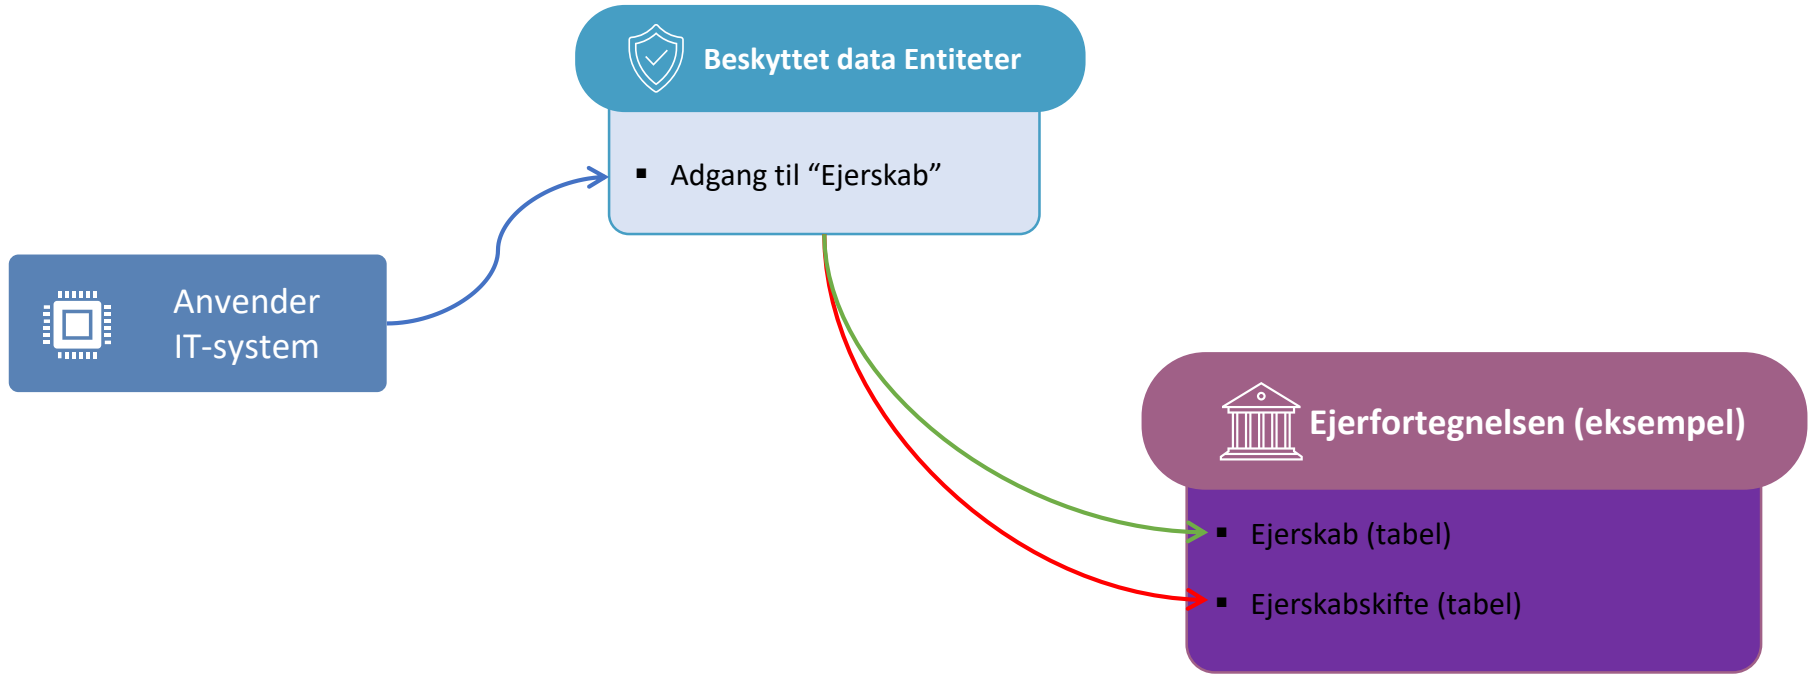 Beskyttet data Entiteter
▪ Adgang til “Ejerskab”
Anvender
IT-system
Ejerfortegnelsen (eksempel)
▪ Ejerskab (tabel)
▪ Ejerskabskifte (tabel)